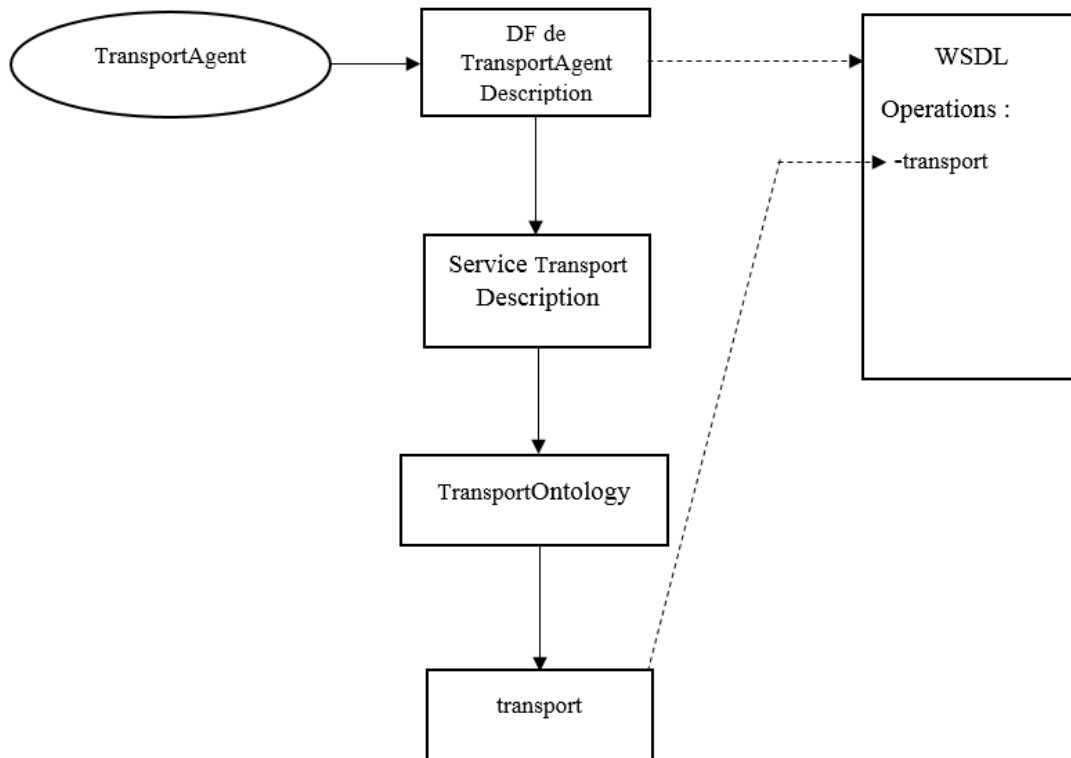 TransportAgent
DF de
TransportAgent
Description
WSDL
Operations :
-transport
Service Transport
Description
TransportOntology
transport